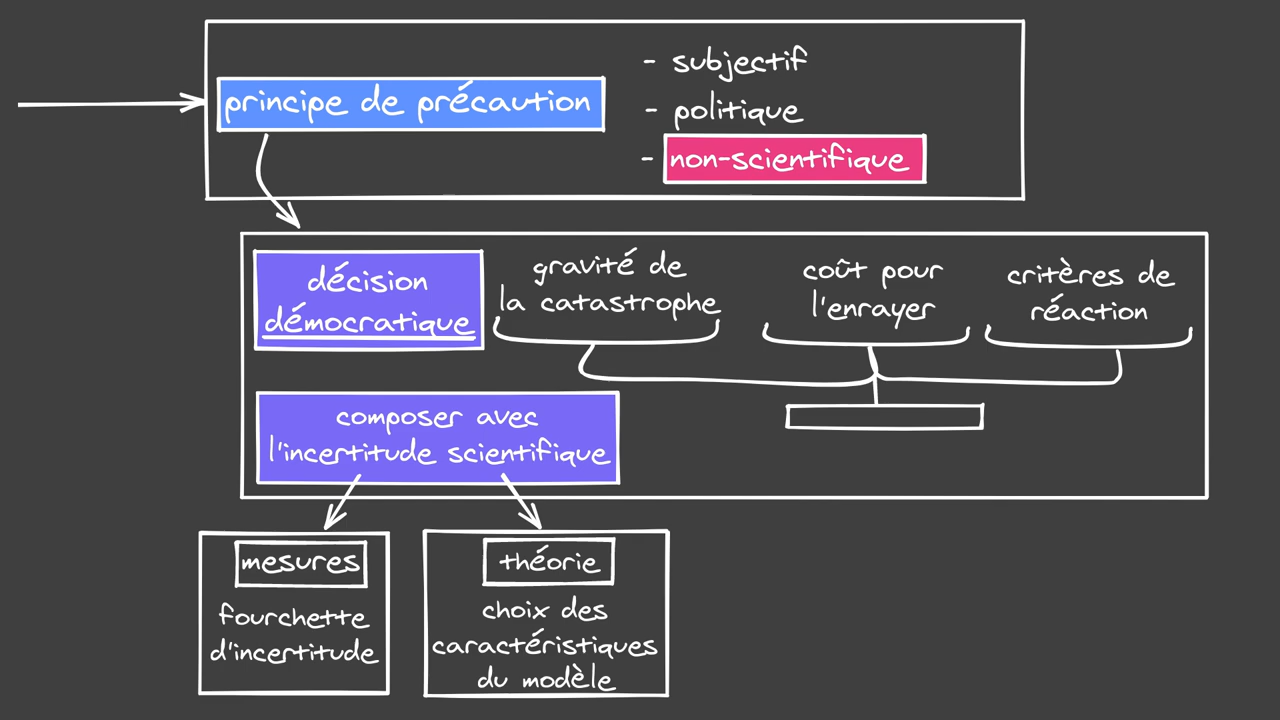 principe de précaution
- subjectif
- politique
- non-scientifique
décision
démocratique
gravité de
la catastrophe
coût pour
l'enrayer
critères de
réaction
composer avec
l'incertitude scientifique
mesures
fourchette
d'incertitude
théorie
choix des
caractéristiques
du modèle